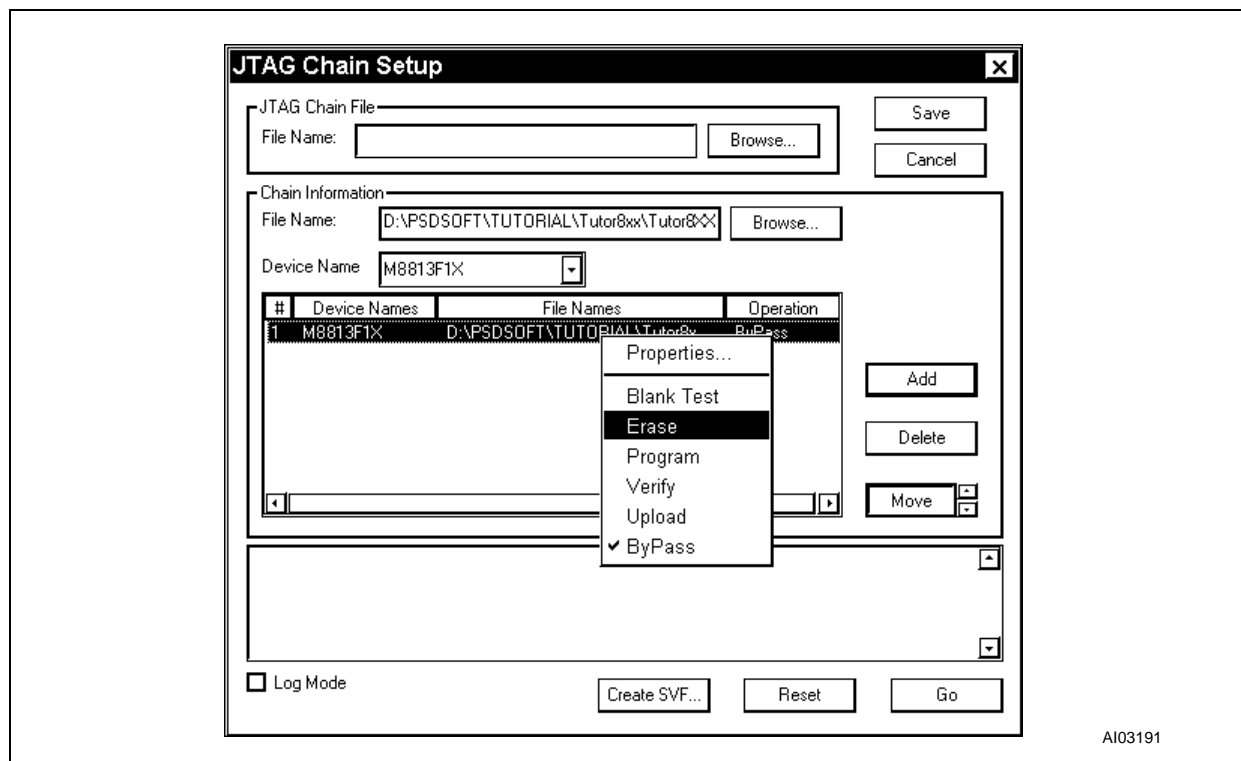 JTAG Chain Setup
JTAG Chain File
File Name:
Browse...
Save
Cancel
Chain Information
File Name: D:\PSDSOFT\TUTORIAL\Tutor8xx\Tutor8XX Browse...
Device Name M8813F1X
# Device Names File Names Operation
1 M8813F1X D:\PSDSOFT\TUTORIAL\Tutor8x ByPass
Properties...
Blank Test
Erase
Program
Verify
Upload
ByPass
Add
Delete
Move
Log Mode
Create SVF... Reset Go
AI03191